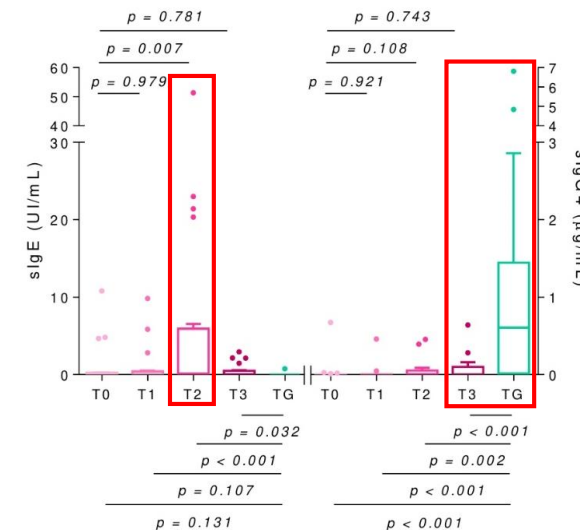 p = 0.781
p = 0.743
p = 0.007
p = 0.108
p = 0.979
p = 0.921
60
50
40
30
20
10
0
sIgE (UI/mL)
7
6
5
4
3
2
1
0
T0 T1 T2 T3 TG T0 T1 T2 T3 TG
p = 0.032
p < 0.001
p < 0.001
p = 0.002
p = 0.107
p < 0.001
p = 0.131
p < 0.001